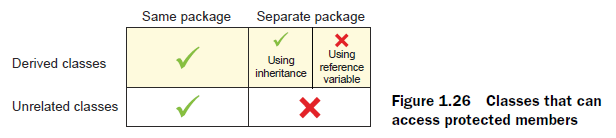 Same package Separate package
Derived classes
Using
inheritance
Using
reference
variable
Unrelated classes
Figure 1.26 Classes that can
access protected members